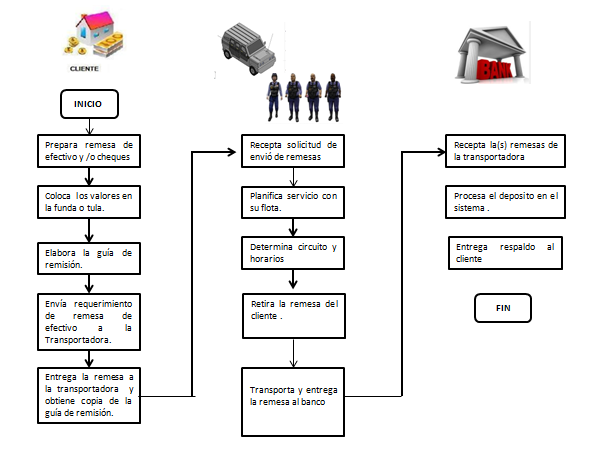 CLIENTE
INICIO
Prepara remesa de
efectivo y /o cheques
Coloca los valores en
la funda o tula.
Elabora la guía de
remisión.
Envía requerimiento
de remesa de
efectivo a la
Transportadora.
Entrega la remesa a
la transportadora y
obtiene copia de la
guía de remisión.
Recepta solicitud de
envió de remesas
Planifica servicio con
su flota.
Determina circuito y
horarios
Retira la remesa del
cliente .
Transporta y entrega
la remesa al banco
BANK
Recepta la(s) remesas de
la transportadora
Procesa el deposito en el
sistema .
Entrega respaldo al
cliente
FIN